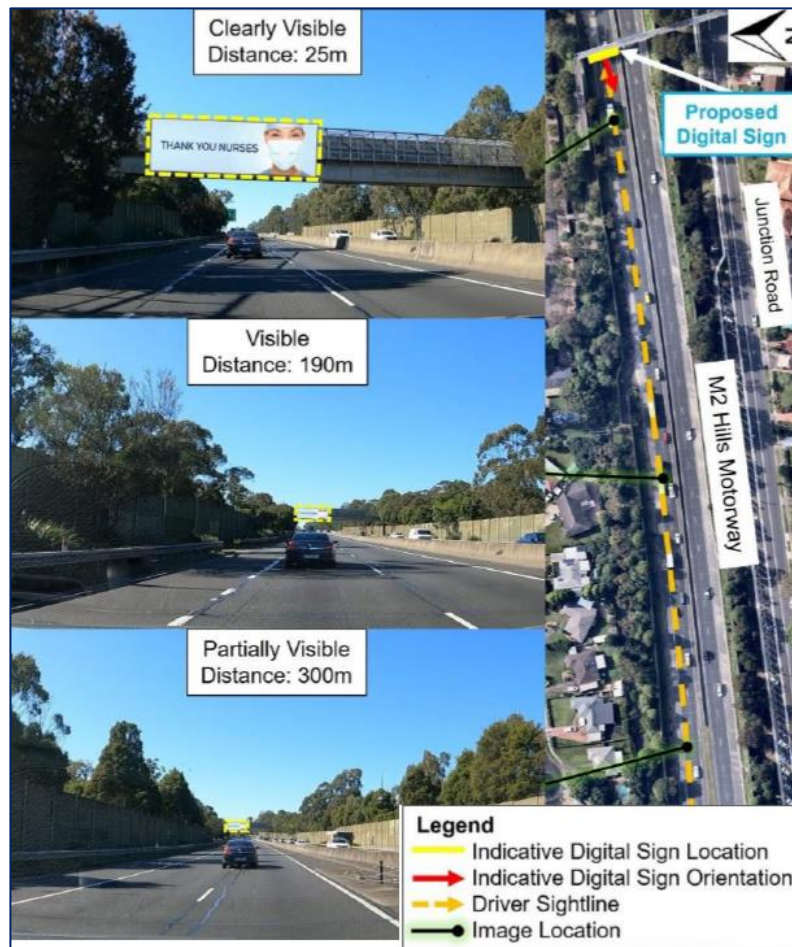 Clearly Visible
Distance: 25m
THANK YOU NURSES
Visible
Distance: 190m
Partially Visible
Distance: 300m
Proposed
Digital Sign
Junction Road
M2 Hills Motorway
Legend
Indicative Digital Sign Location
Indicative Digital Sign Orientation
Driver Sightline
Image Location